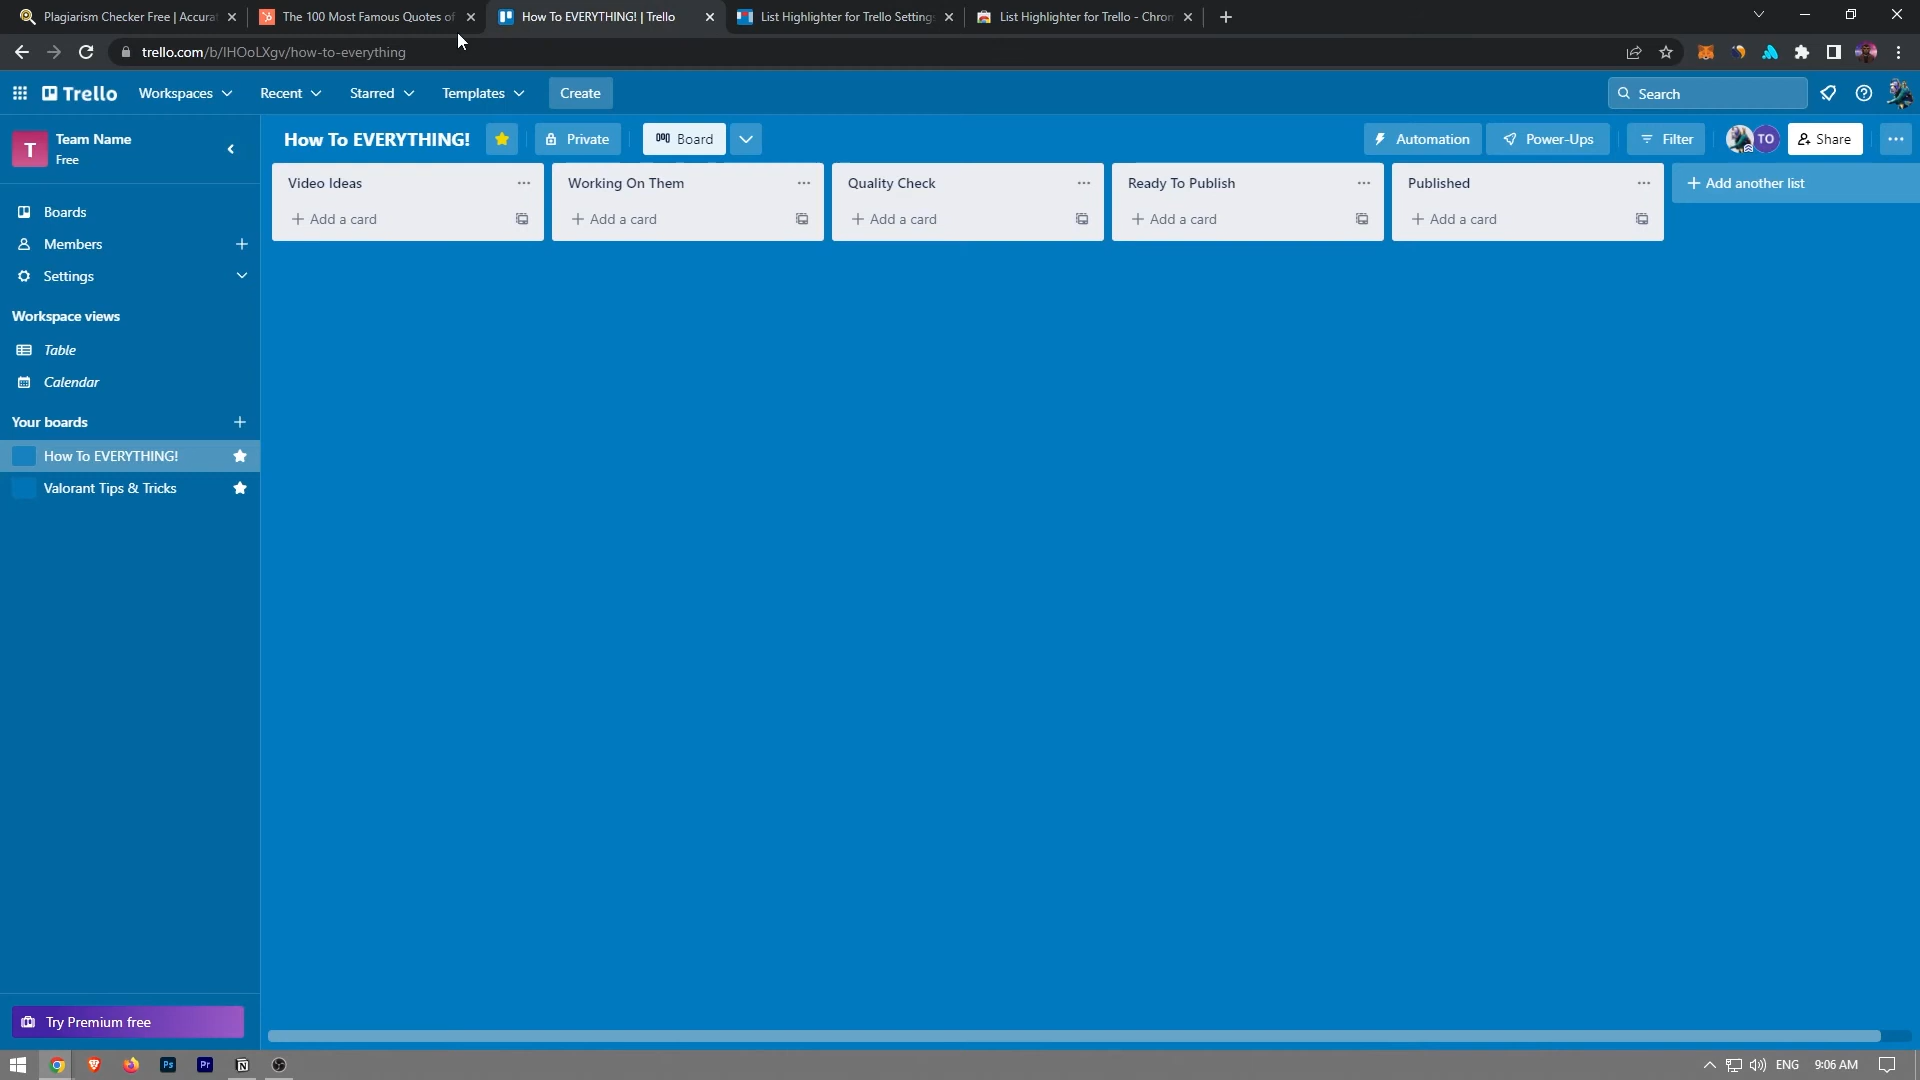 Plagiarism Checker Free | Accura
The 100 Most Famous Quotes of
How To EVERYTHING! | Trello
List Highlighter for Trello Setting
List Highlighter for Trello - Chron
trello.com/b/IHOoLXgv/how-to-everything
Trello
Workspaces
Recent
Starred
Templates
Create
Search
T
Team Name
Free
How To EVERYTHING!
Private
Board
Automation
Power-Ups
Filter
TO
Share
Video Ideas
Working On Them
Quality Check
Ready To Publish
Published
+ Add another list
+ Add a card
+ Add a card
+ Add a card
+ Add a card
+ Add a card
Boards
Members
Settings
Workspace views
Table
Calendar
Your boards
How To EVERYTHING!
Valorant Tips & Tricks
Try Premium free
Ps
Pr
ENG
9:06 AM